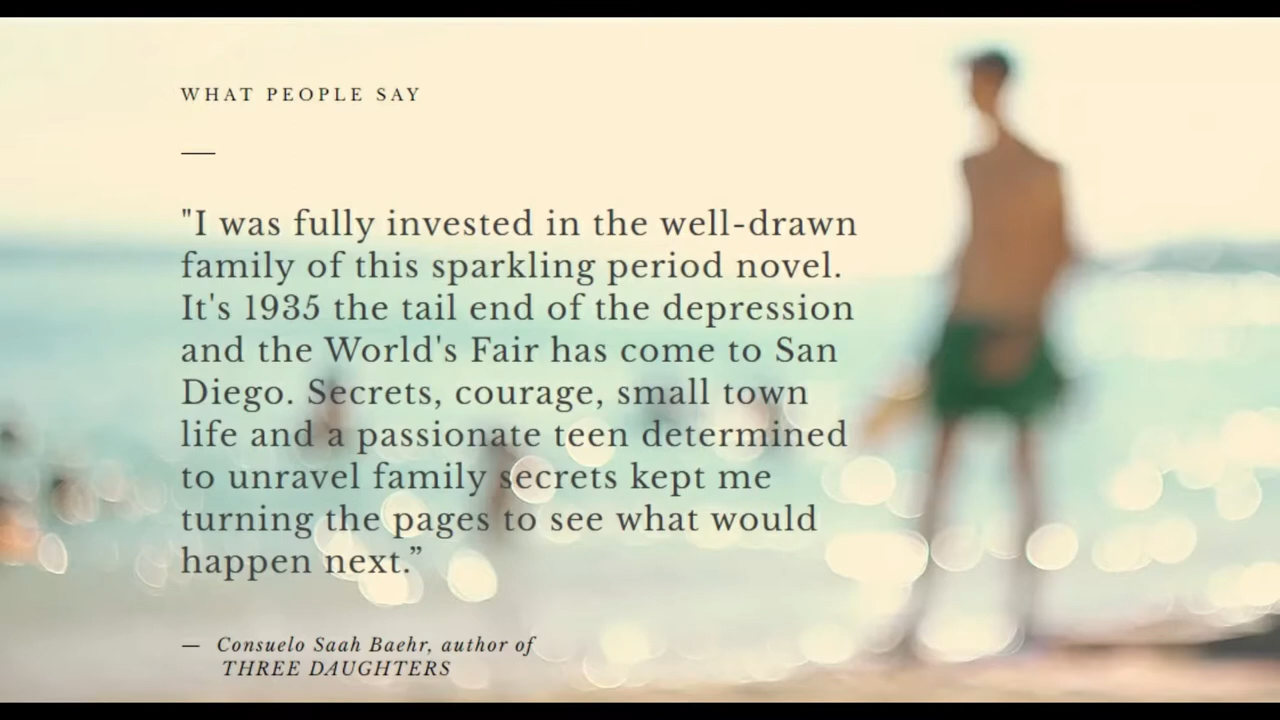 WHAT PEOPLE SAY
"I was fully invested in the well-drawn
family of this sparkling period novel.
It's 1935 the tail end of the depression
and the World's Fair has come to San
Diego. Secrets, courage, small town
life and a passionate teen determined
to unravel family secrets kept me
turning the pages to see what would
happen next.”
— Consuelo Saah Baehr, author of
THREE DAUGHTERS